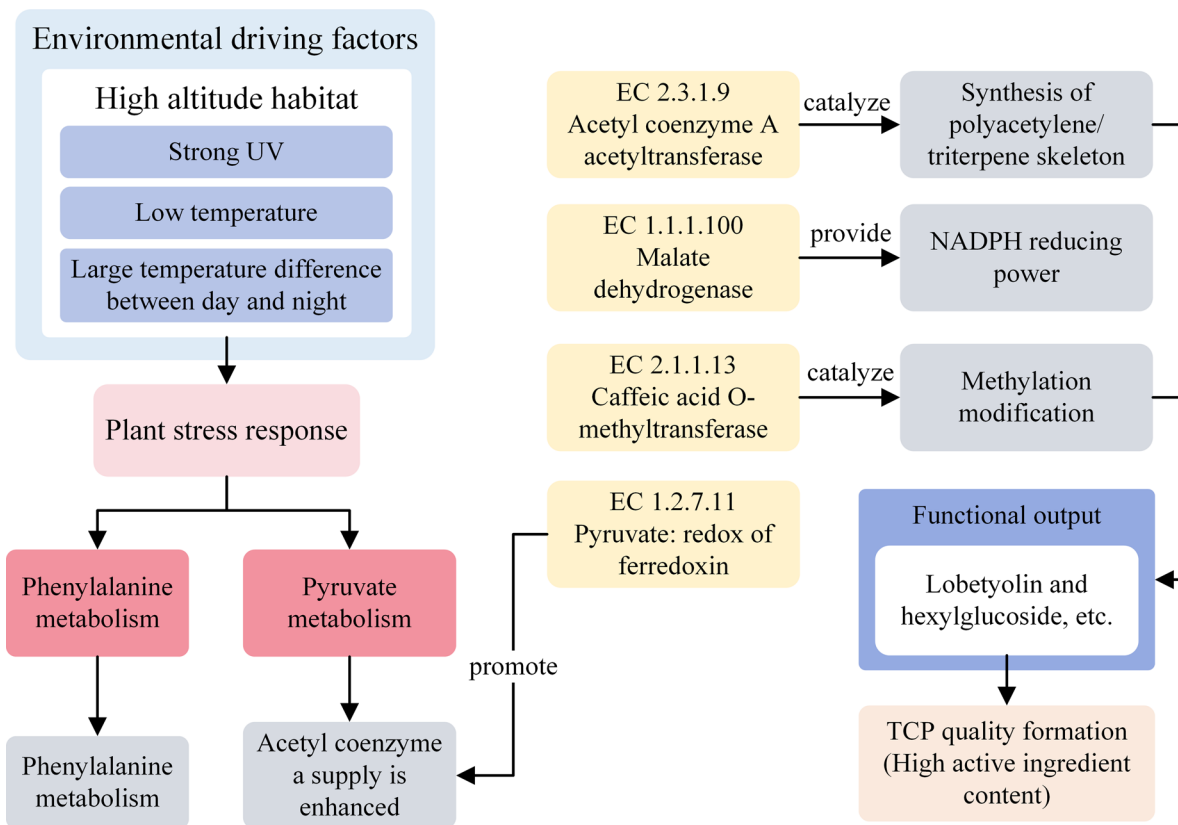 Environmental driving factors
High altitude habitat
Strong UV
Low temperature
Large temperature difference
between day and night
Plant stress response
Phenylalanine
metabolism
Pyruvate
metabolism
Phenylalanine
metabolism
Acetyl coenzyme
a supply is
enhanced
promote
EC 2.3.1.9
Acetyl coenzyme A
acetyltransferase
catalyze
Synthesis of
polyacetylene/
triterpene skeleton
EC 1.1.1.100
Malate
dehydrogenase
provide
NADPH reducing
power
EC 2.1.1.13
Caffeic acid O-
methyltransferase
catalyze
Methylation
modification
EC 1.2.7.11
Pyruvate: redox of
ferredoxin
Functional output
Lobetyolin and
hexylglucoside, etc.
TCP quality formation
(High active ingredient
content)